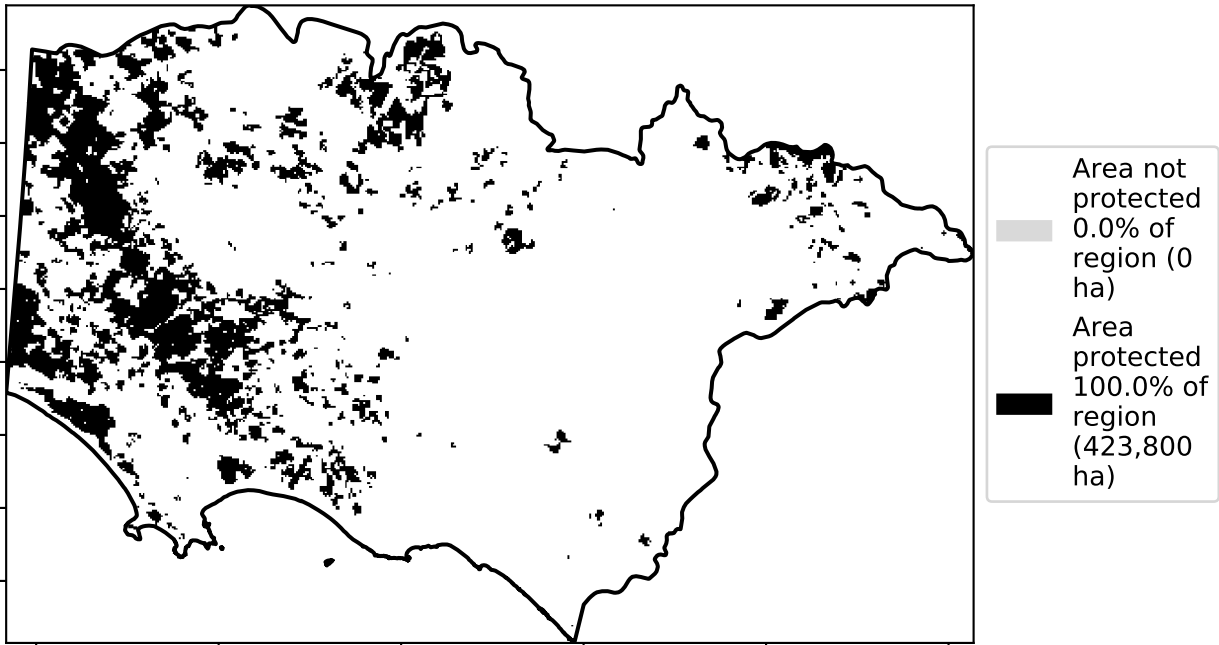 Area not
protected
0.0% of
region (0
ha)
Area
protected
100.0% of
region
(423,800
ha)